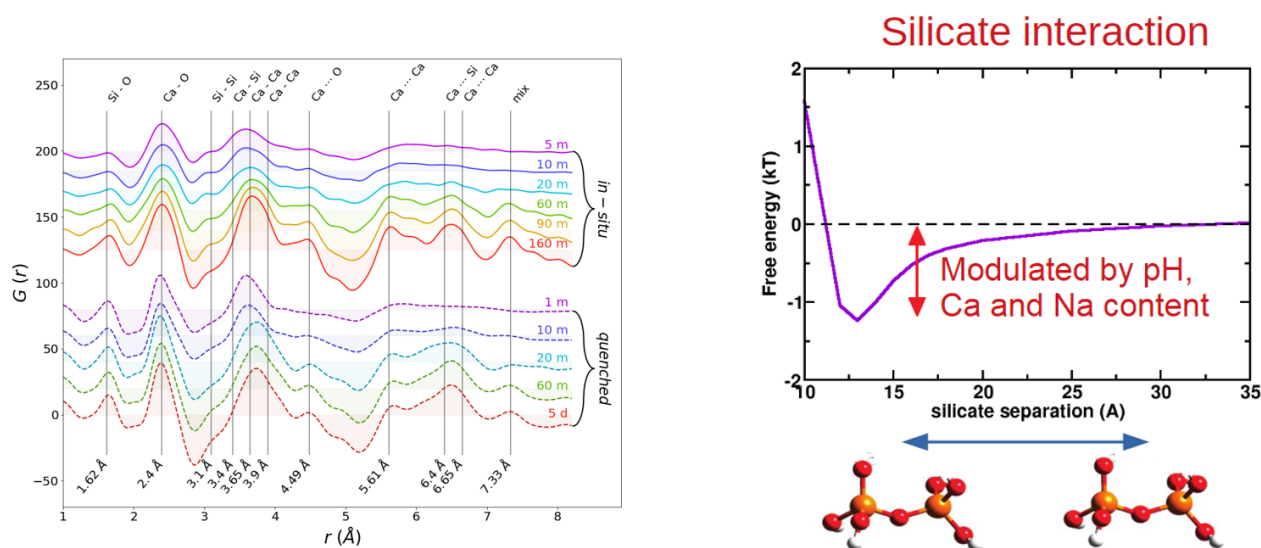 Si - O
Ca - O
Si - Si
Ca - Si
Ca - Ca
Ca - Ca
Ca ··· O
Ca ... Ca
Ca ... Si
Ca ... Ca
mix
250
200
150
100
50
0
−50
G (r)
5 m
10 m
20 m
60 m
90 m
160 m
in−situ
1 m
10 m
20 m
60 m
5 d
quenched
1.62 Å
2.4 Å
3.1 Å
3.4 Å
3.65 Å
3.9 Å
4.49 Å
5.61 Å
6.4 Å
6.65 Å
7.33 Å
1 2 3 4 5 6 7 8
r (Å)
Silicate interaction
2
1
0
-1
-2
Free energy (kT)
Modulated by pH,
Ca and Na content
10 15 20 25 30 35
silicate separation (A)